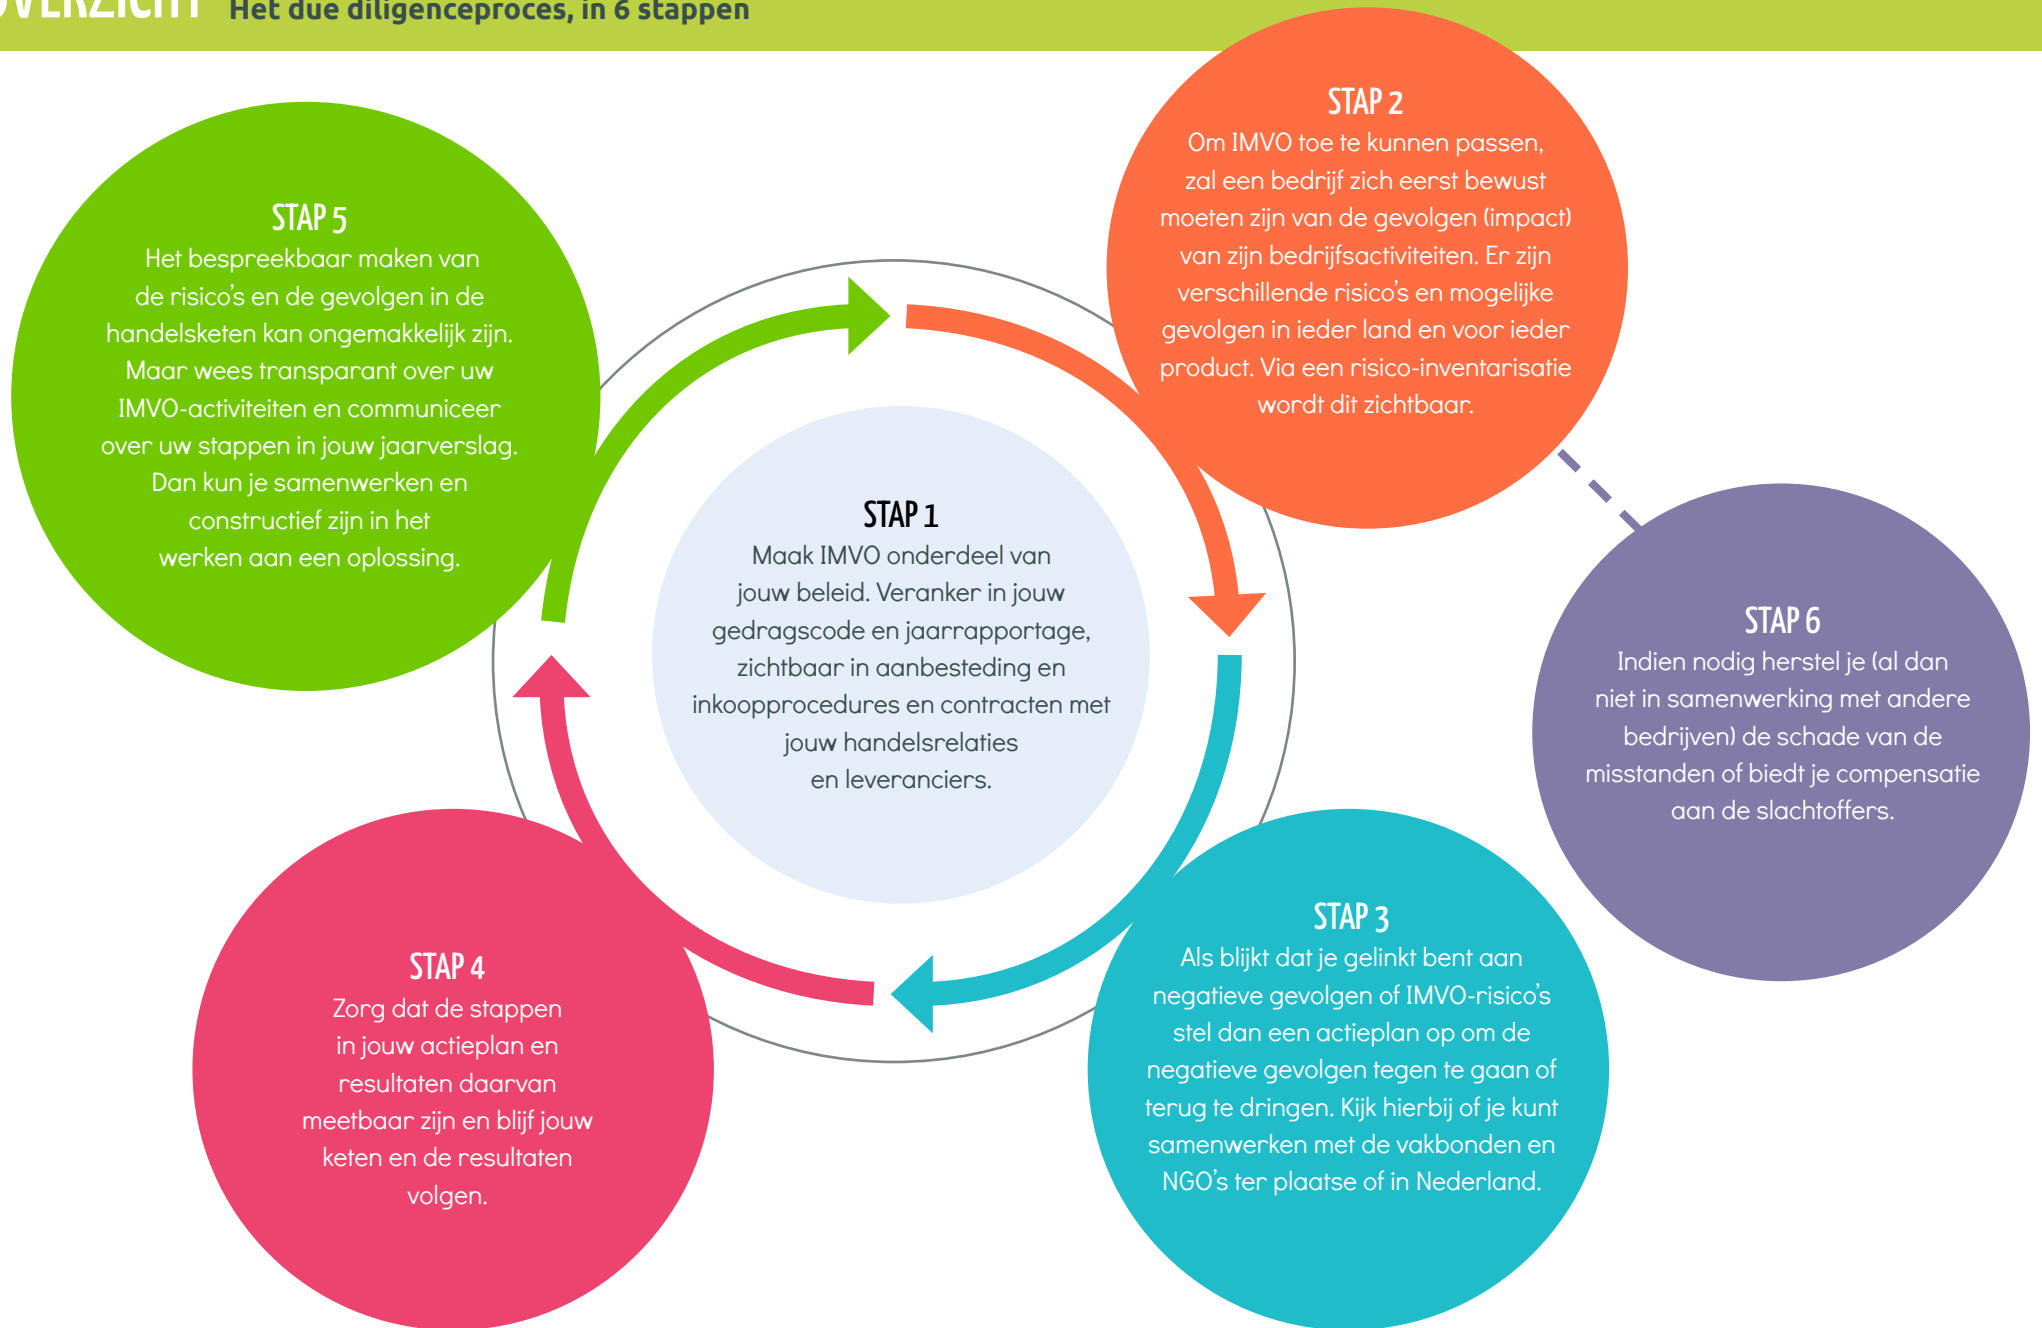 OVERZICHT Het due diligenceproces, in 6 stappen
STAP 1
Maak IMVO onderdeel van
jouw beleid. Veranker in jouw
gedragscode en jaarrapportage,
zichtbaar in aanbesteding en
inkoopprocedures en contracten met
jouw handelsrelaties
en leveranciers.
STAP 2
Om IMVO toe te kunnen passen,
zal een bedrijf zich eerst bewust
moeten zijn van de gevolgen (impact)
van zijn bedrijfsactiviteiten. Er zijn
verschillende risico's en mogelijke
gevolgen in ieder land en voor ieder
product. Via een risico-inventarisatie
wordt dit zichtbaar.
STAP 3
Als blijkt dat je gelinkt bent aan
negatieve gevolgen of IMVO-risico's
stel dan een actieplan op om de
negatieve gevolgen tegen te gaan of
terug te dringen. Kijk hierbij of je kunt
samenwerken met de vakbonden en
NGO's ter plaatse of in Nederland.
STAP 4
Zorg dat de stappen
in jouw actieplan en
resultaten daarvan
meetbaar zijn en blijf jouw
keten en de resultaten
volgen.
STAP 5
Het bespreekbaar maken van
de risico's en de gevolgen in de
handelsketen kan ongemakkelijk zijn.
Maar wees transparant over uw
IMVO-activiteiten en communiceer
over uw stappen in jouw jaarverslag.
Dan kun je samenwerken en
constructief zijn in het
werken aan een oplossing.
STAP 6
Indien nodig herstel je (al dan
niet in samenwerking met andere
bedrijven) de schade van de
misstanden of biedt je compensatie
aan de slachtoffers.